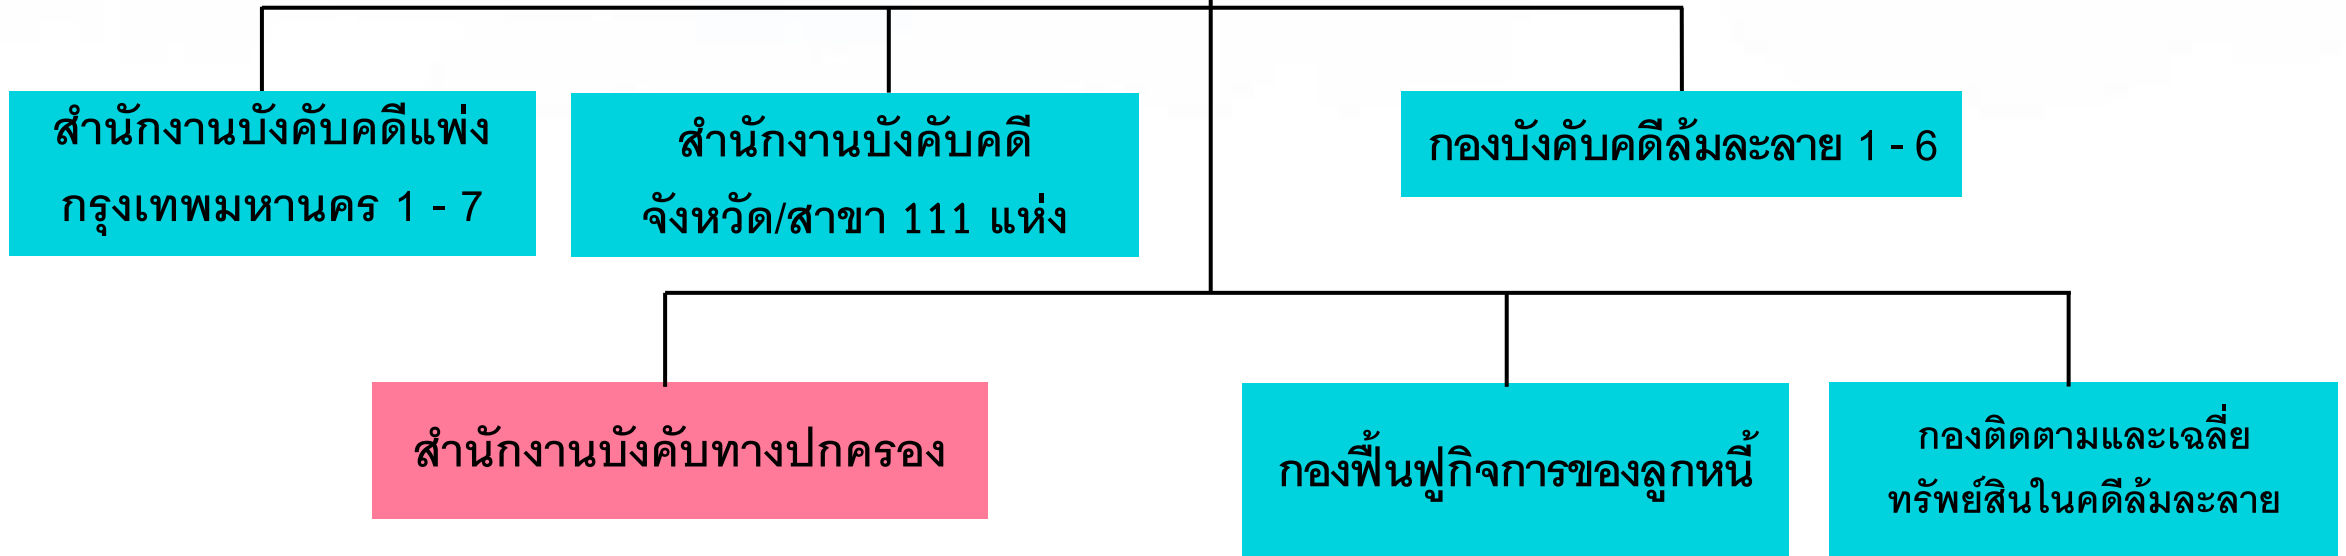 สำนักงานบังคับคดีแพ่ง
กรุงเทพมหานคร 1 - 7
สำนักงานบังคับคดี
จังหวัด/สาขา 111 แห่ง
กองบังคับคดีล้มละลาย 1 - 6
สำนักงานบังคับทางปกครอง
กองฟื้นฟูกิจการของลูกหนี้
กองติดตามและเฉลี่ย
ทรัพย์สินในคดีล้มละลาย